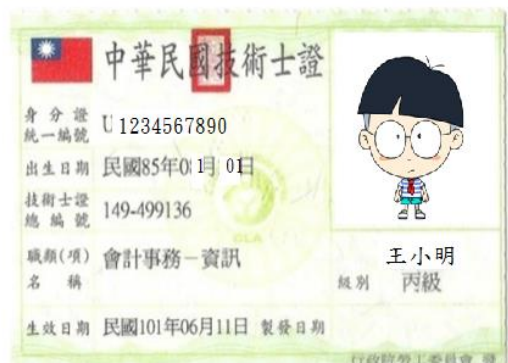 中華民國技術士證
身分證
統一編號 U 1234567890
出生日期 民國85年01月 01日
技術士證
總編號 149-499136
職類(項)
名稱 會計事務－資訊
王小明
級別 丙級
生效日期 民國101年06月11日 製發日期